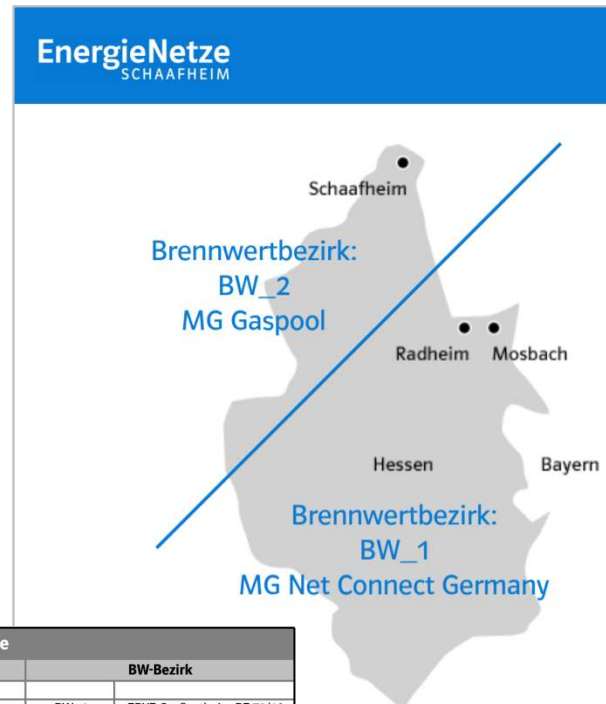 EnergieNetze
SCHAAFHEIM
Schaafheim
Brennwertbezirk:
BW_2
MG Gaspool
Radheim Mosbach
Hessen Bayern
Brennwertbezirk:
BW_1
MG Net Connect Germany
e
BW-Bezirk